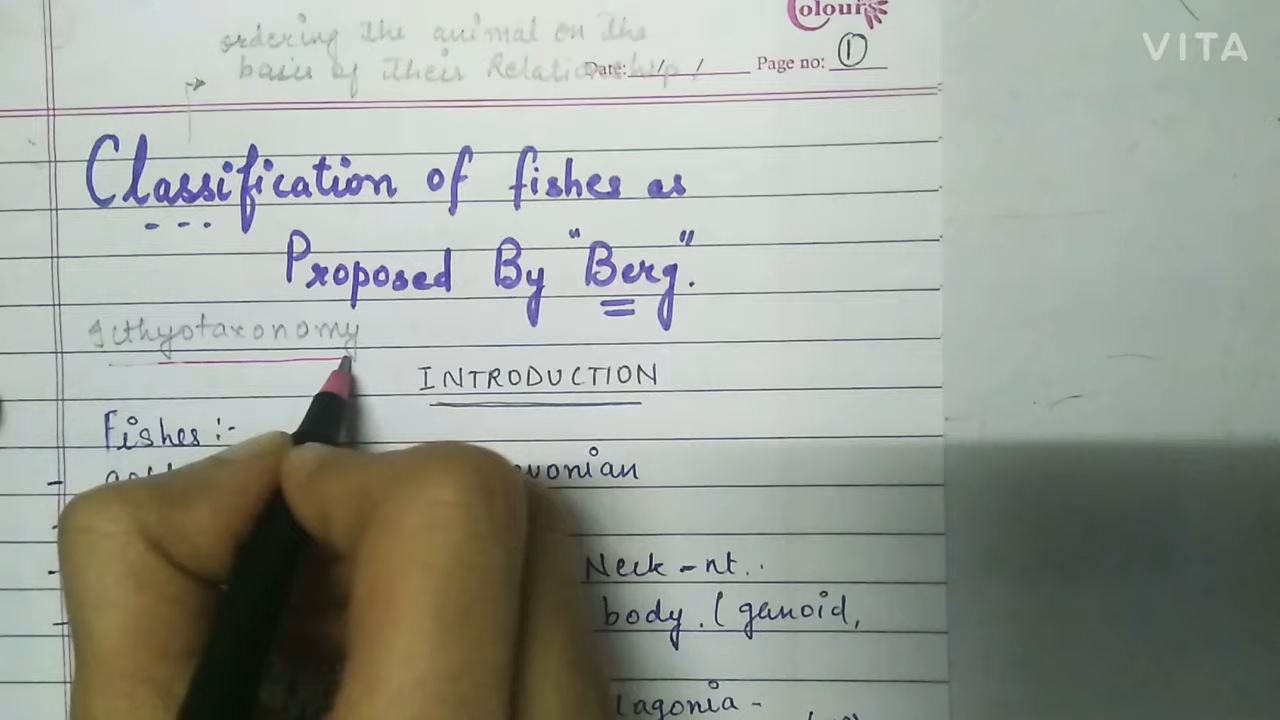 Colours
VITA
ordering the animal on the
basis of Their Relationship,
Date: / / Page no: 1
Classification of fishes as
Proposed By "Berg".
Icthyotaxonomy
INTRODUCTION
Fishes :-
vonian
Neck - nt.
body. ( ganoid,
lagonia -